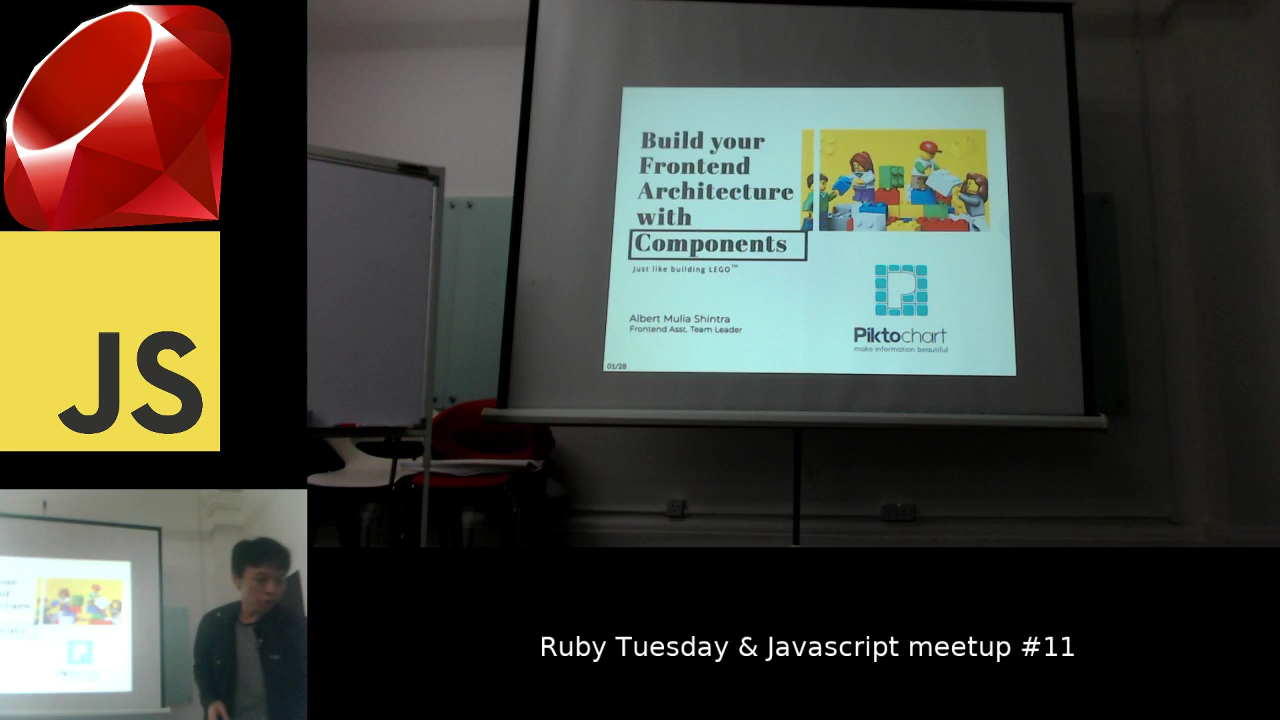 JS
Build your
Frontend
Architecture
with
Components
Just like building LEGO™
Albert Mulia Shintra
Frontend Asst. Team Leader
01/28
Piktochart
make information beautiful
Ruby Tuesday & Javascript meetup #11